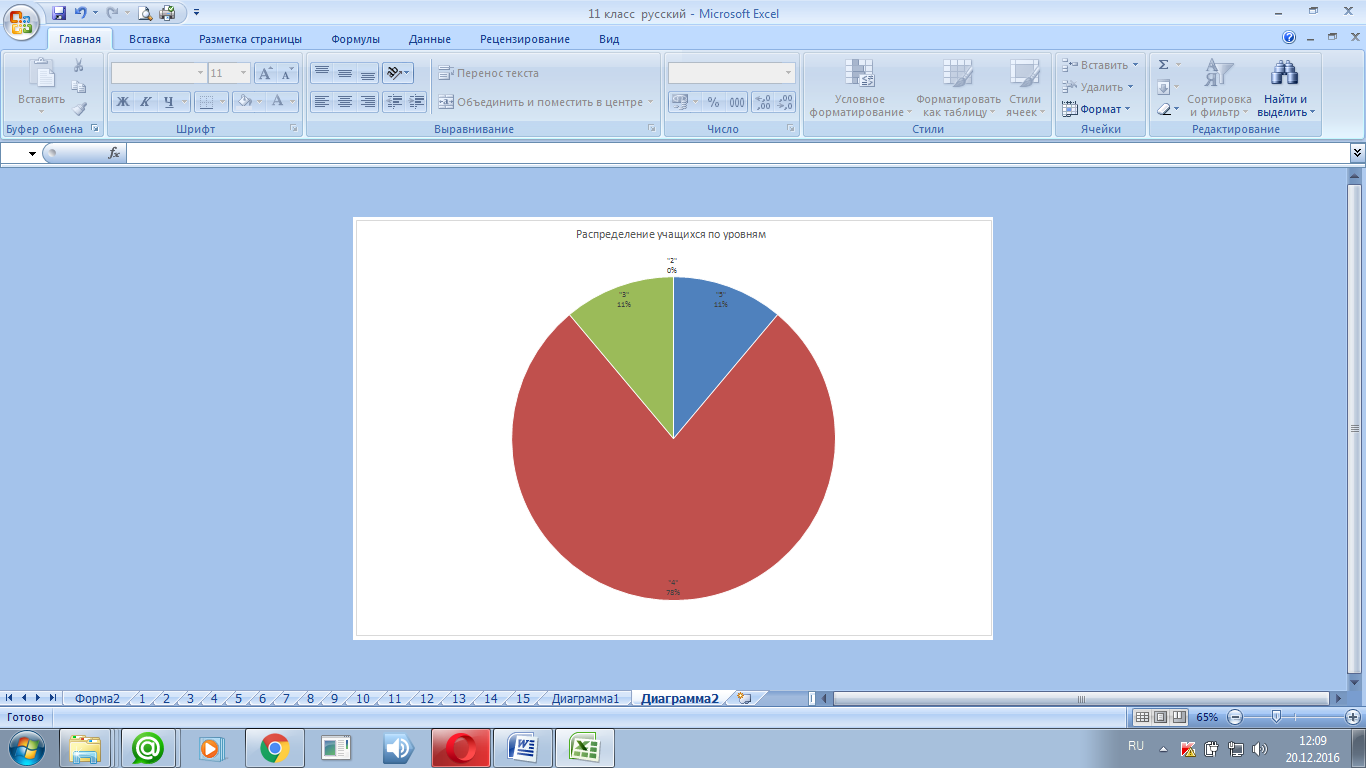 11 класс  русский - Microsoft Excel
Главная Вставка Разметка страницы Формулы Данные Рецензирование Вид
11 Перенос текста Вставить Σ
Вставить Ж К Ч % 000 Объединить и поместить в центре Условное форматирование Форматировать как таблицу Стили ячеек Удалить Формат Сортировка и фильтр Найти и выделить
Буфер обмена Шрифт Выравнивание Число Стили Ячейки Редактирование
fx
Распределение учащихся по уровням
"2"
0%
"3"
11%
"5"
11%
"4"
78%
Форма2 1 2 3 4 5 6 7 8 9 10 11 12 13 14 15 Диаграмма1 Диаграмма2
Готово 65%
RU 12:09
20.12.2016